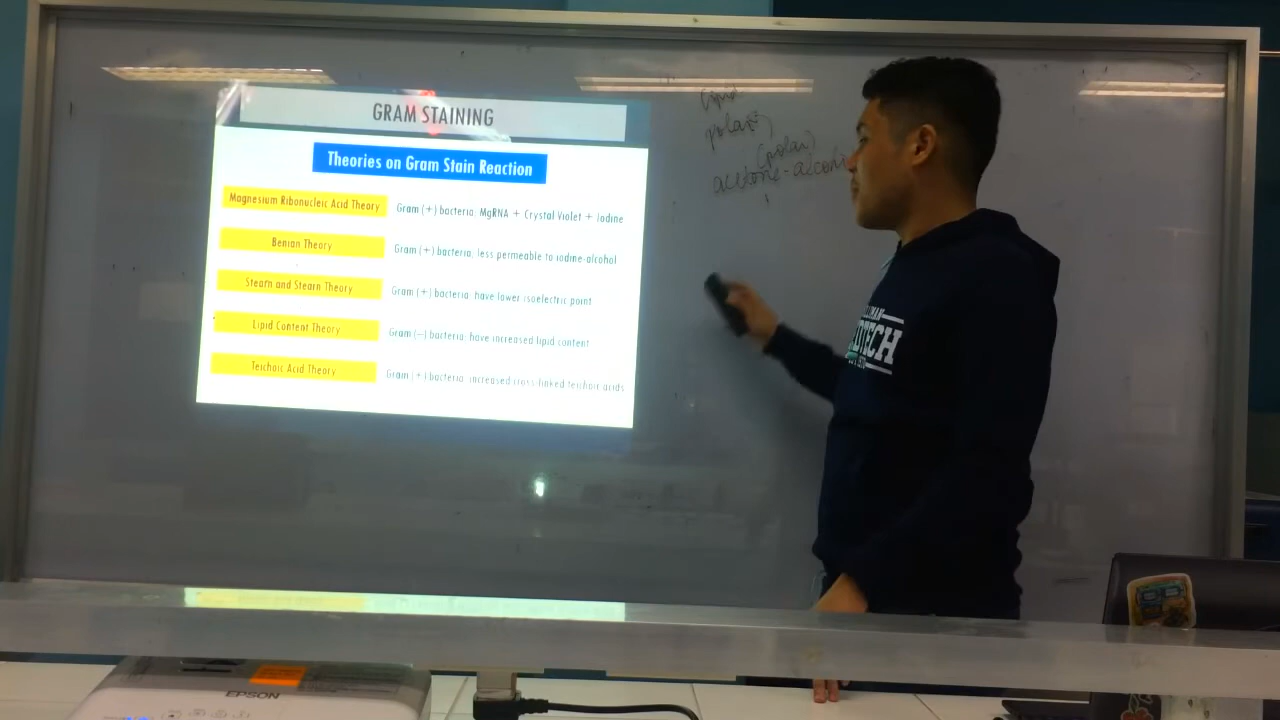 GRAM STAINING
Theories on Gram Stain Reaction
Magnesium Ribonucleic Acid Theory Gram (+) bacteria: MgRNA + Crystal Violet + Iodine
Benian Theory Gram (+) bacteria: less permeable to iodine-alcohol
Stearn and Stearn Theory Gram (+) bacteria: have lower isoelectric point
Lipid Content Theory Gram (–) bacteria: have increased lipid content
Teichoic Acid Theory Gram (+) bacteria: increased cross-linked teichoic acids
lipid
polar
(polar)
acetone-alcoh
TECH
EPSON